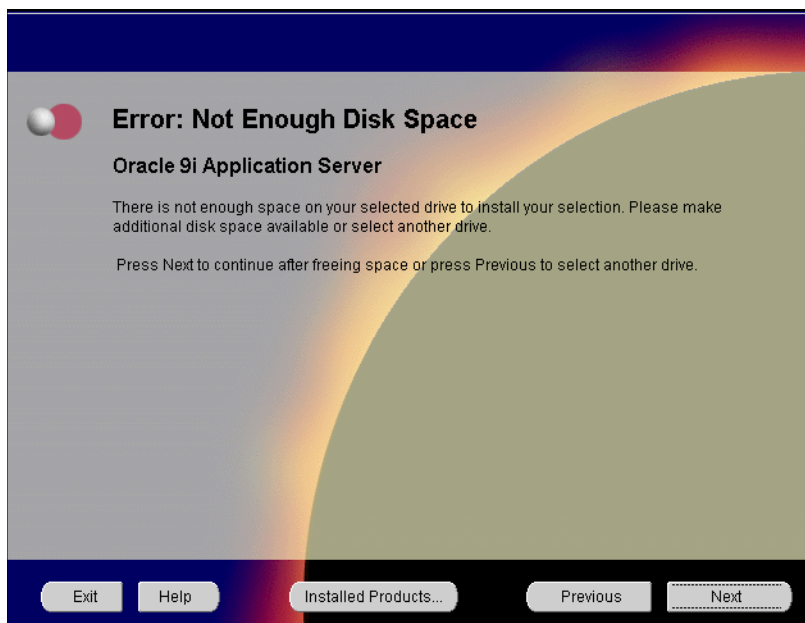 Error: Not Enough Disk Space
Oracle 9i Application Server
There is not enough space on your selected drive to install your selection. Please make
additional disk space available or select another drive.
Press Next to continue after freeing space or press Previous to select another drive.
Exit
Help
Installed Products...
Previous
Next